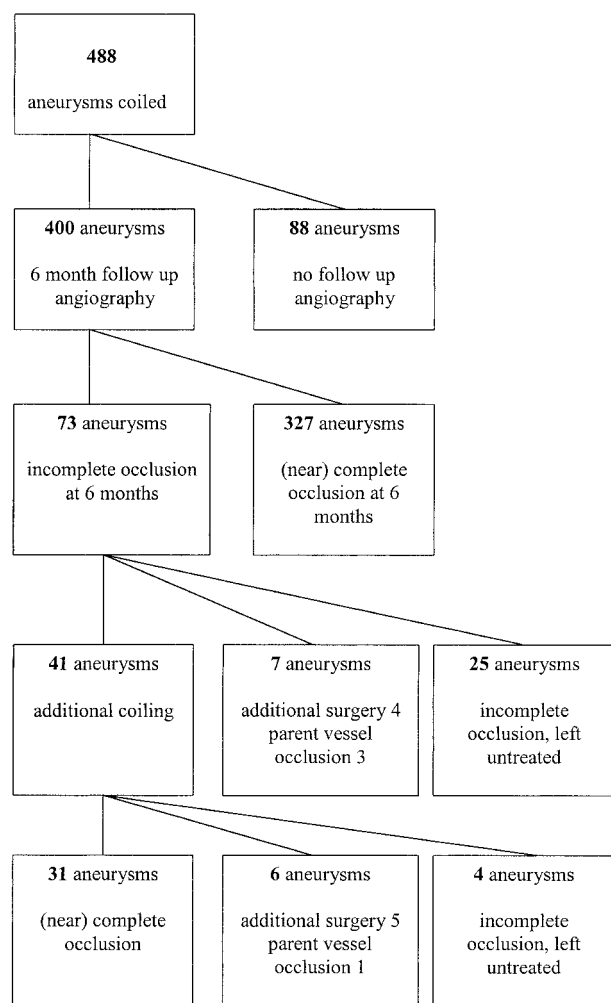 488
aneurysms coiled
400 aneurysms
6 month follow up
angiography
88 aneurysms
no follow up
angiography
73 aneurysms
incomplete occlusion
at 6 months
327 aneurysms
(near) complete
occlusion at 6
months
41 aneurysms
additional coiling
7 aneurysms
additional surgery 4
parent vessel
occlusion 3
25 aneurysms
incomplete
occlusion, left
untreated
31 aneurysms
(near) complete
occlusion
6 aneurysms
additional surgery 5
parent vessel
occlusion 1
4 aneurysms
incomplete
occlusion, left
untreated